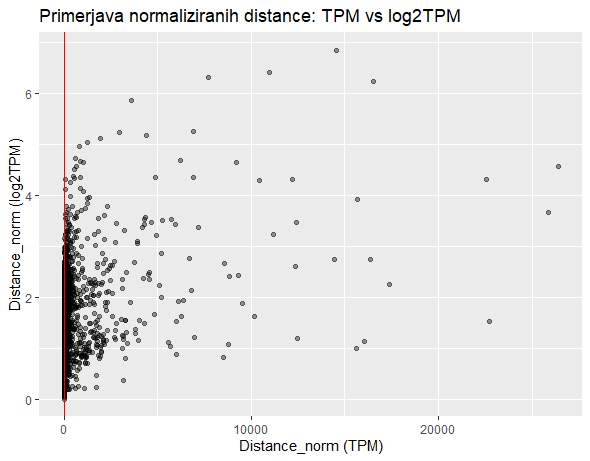 Primerjava normaliziranih distance: TPM vs log2TPM
Distance_norm (log2TPM)
6
4
2
0
0
10000
20000
Distance_norm (TPM)